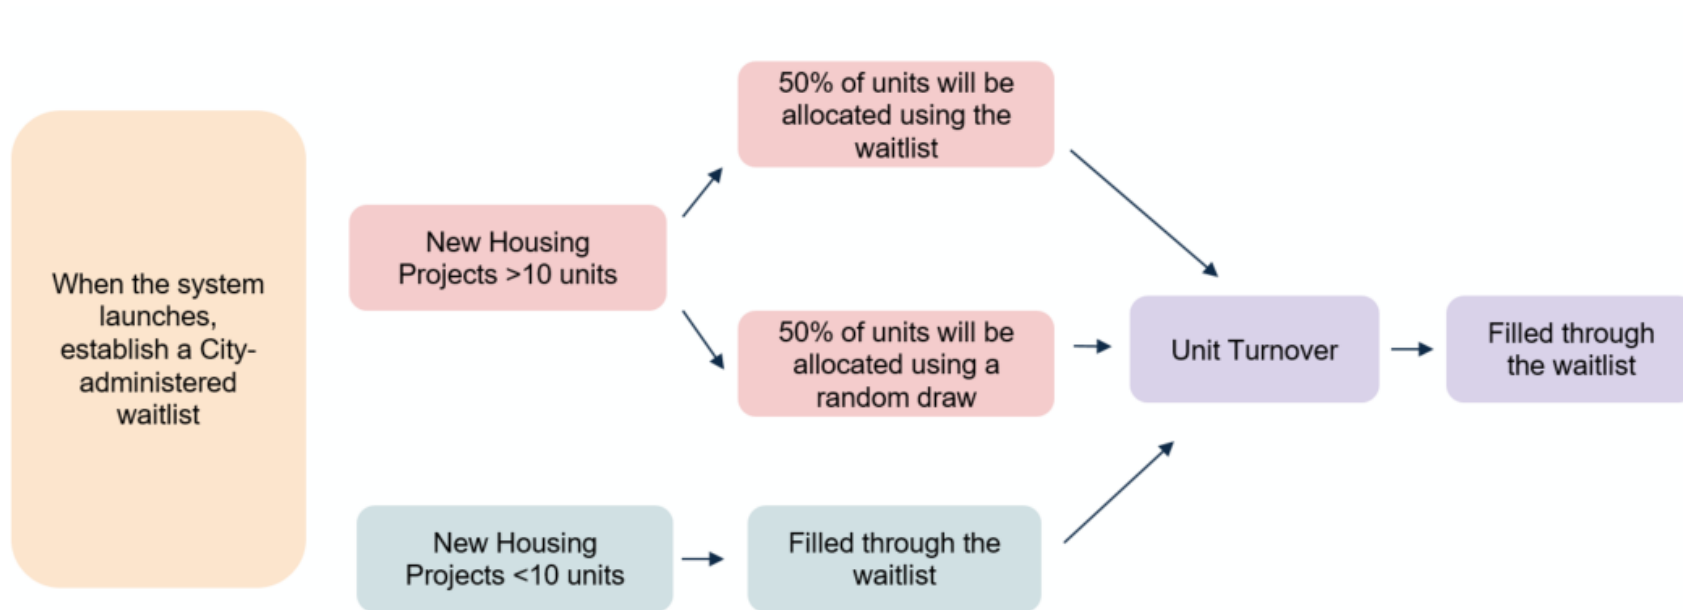 When the system
launches,
establish a City-
administered
waitlist
New Housing
Projects >10 units
50% of units will be
allocated using the
waitlist
50% of units will be
allocated using a
random draw
New Housing
Projects <10 units
Filled through the
waitlist
Unit Turnover
Filled through
the waitlist